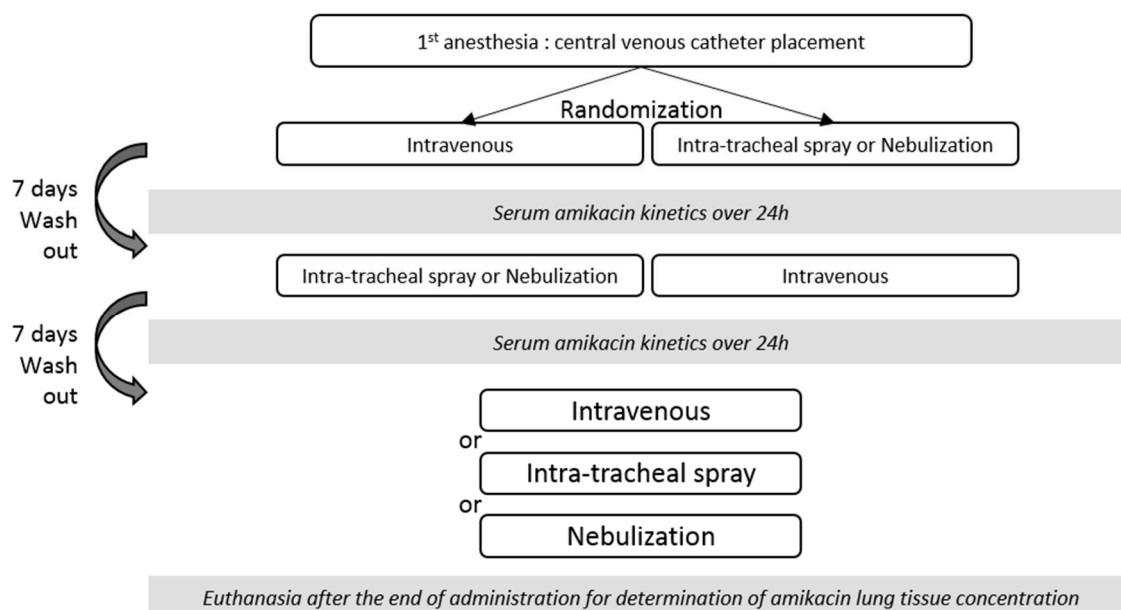 1st anesthesia : central venous catheter placement
Randomization
Intravenous
Intra-tracheal spray or Nebulization
7 days
Wash
out
Serum amikacin kinetics over 24h
Intra-tracheal spray or Nebulization
Intravenous
7 days
Wash
out
Serum amikacin kinetics over 24h
Intravenous
or
Intra-tracheal spray
or
Nebulization
Euthanasia after the end of administration for determination of amikacin lung tissue concentration